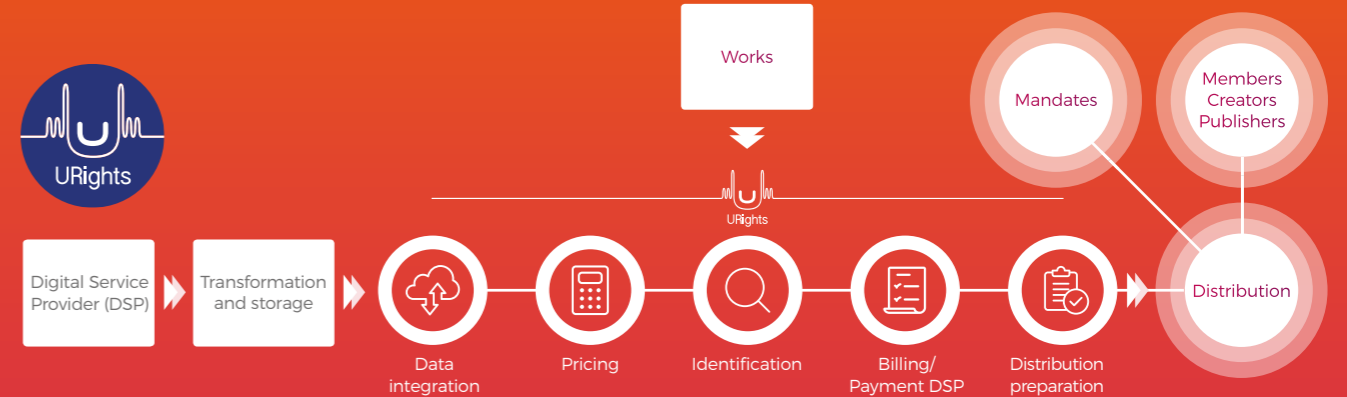 Works
Mandates
Members
Creators
Publishers
URights
URights
Digital Service
Provider (DSP)
Transformation
and storage
Distribution
Data
integration
Pricing
Identification
Billing/
Payment DSP
Distribution
preparation